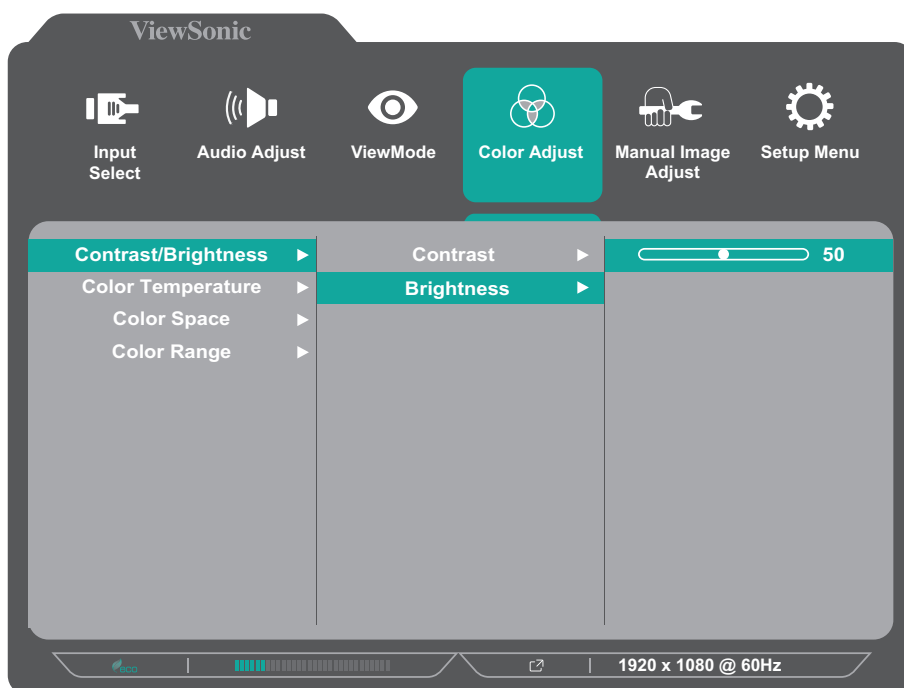 ViewSonic
Input
Select
Audio Adjust
ViewMode
Color Adjust
Manual Image
Adjust
Setup Menu
Contrast/Brightness
Contrast
50
Color Temperature
Brightness
Color Space
Color Range
eco
1920 x 1080 @ 60Hz